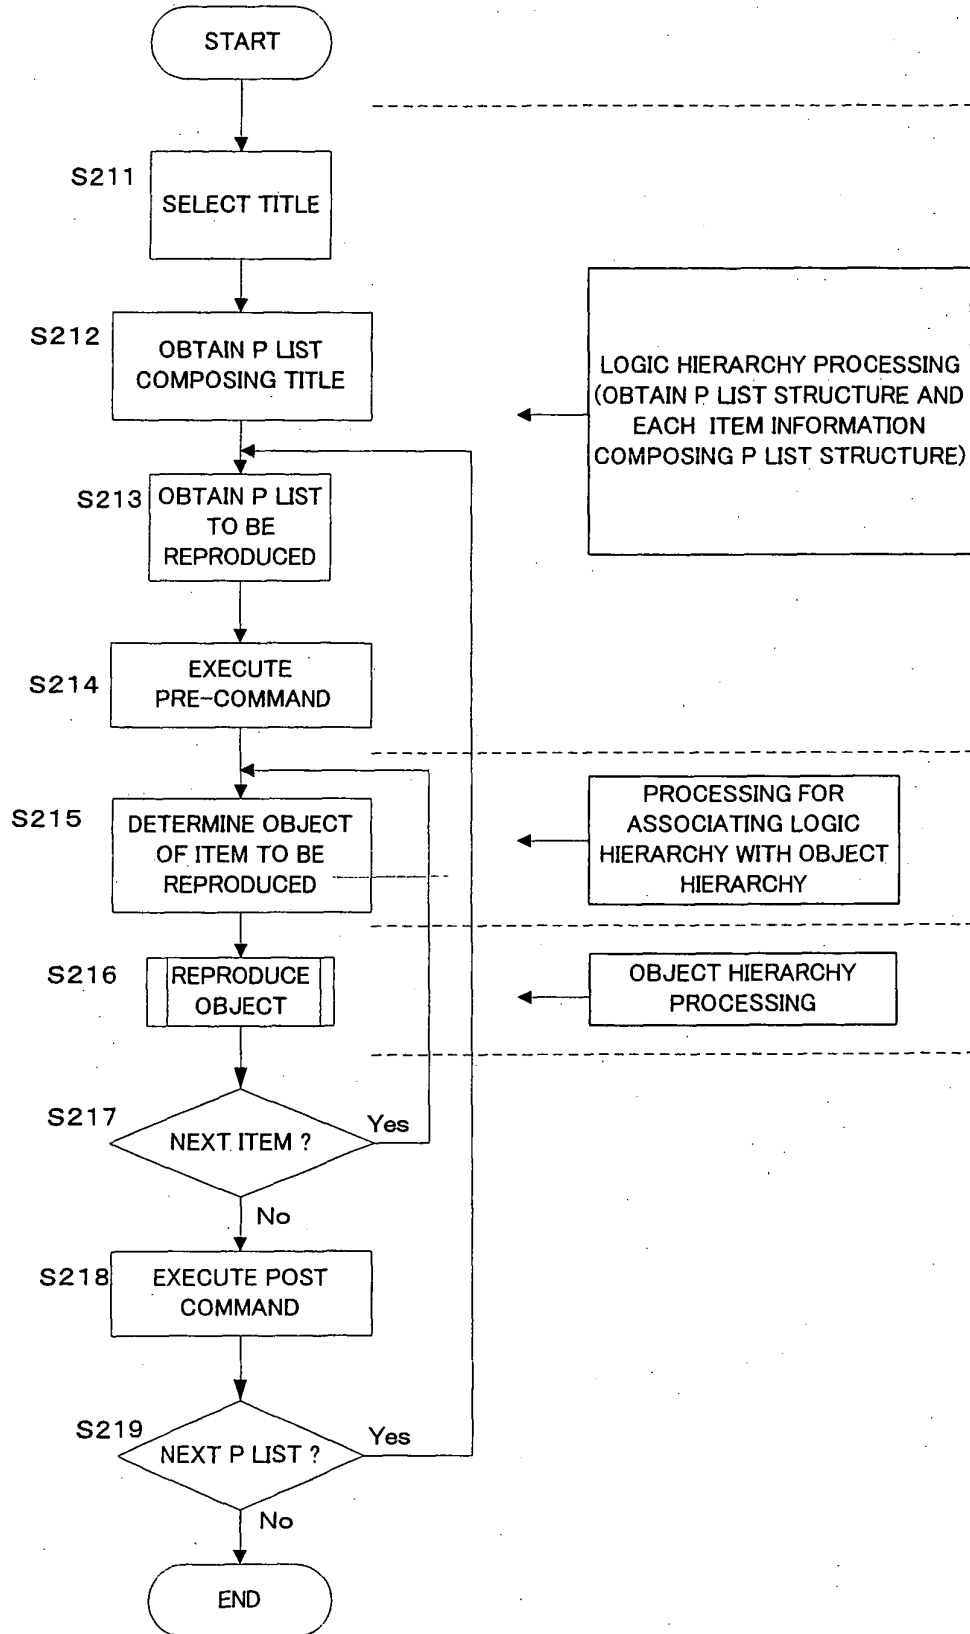 START
S211
SELECT TITLE
S212
OBTAIN P LIST
COMPOSING TITLE
LOGIC HIERARCHY PROCESSING
(OBTAIN P LIST STRUCTURE AND
EACH ITEM INFORMATION
COMPOSING P LIST STRUCTURE)
S213
OBTAIN P LIST
TO BE
REPRODUCED
S214
EXECUTE
PRE-COMMAND
S215
DETERMINE OBJECT
OF ITEM TO BE
REPRODUCED
PROCESSING FOR
ASSOCIATING LOGIC
HIERARCHY WITH OBJECT
HIERARCHY
S216
REPRODUCE
OBJECT
OBJECT HIERARCHY
PROCESSING
S217
NEXT ITEM ?
Yes
No
S218
EXECUTE POST
COMMAND
S219
NEXT P LIST ?
Yes
No
END